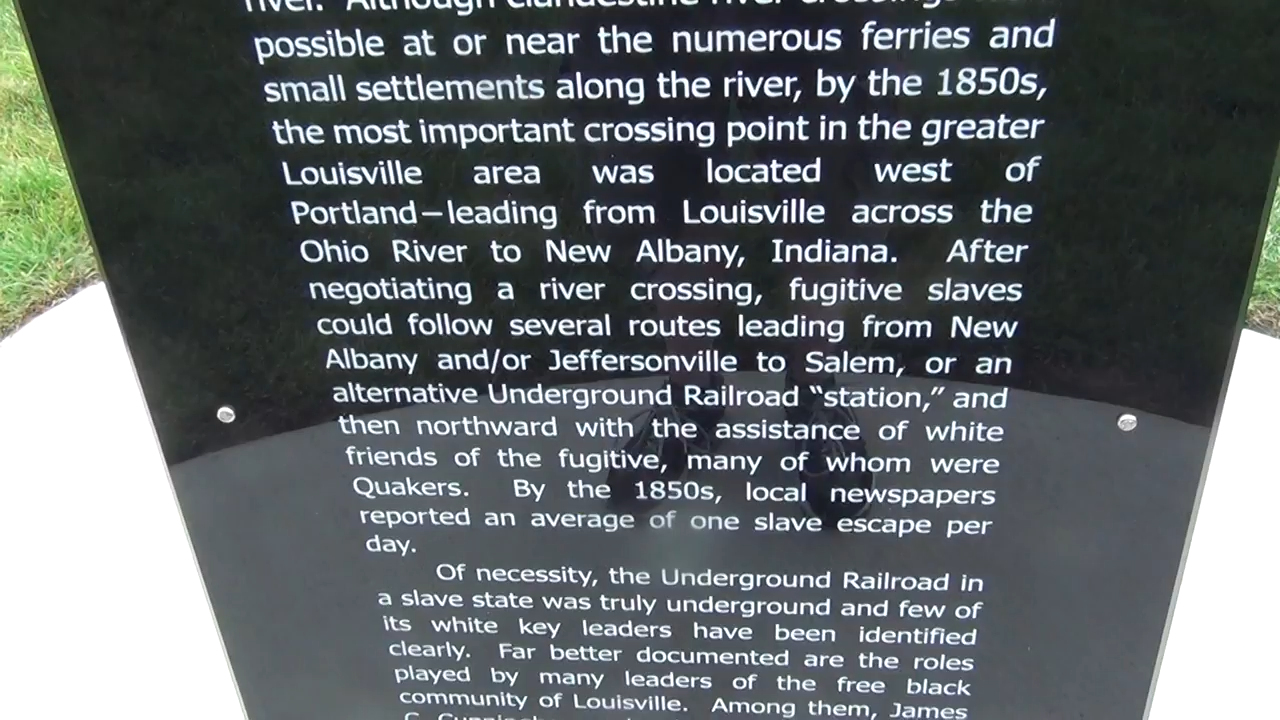 river. Although clandestine river crossings
possible at or near the numerous ferries and
small settlements along the river, by the 1850s,
the most important crossing point in the greater
Louisville area was located west of
Portland—leading from Louisville across the
Ohio River to New Albany, Indiana. After
negotiating a river crossing, fugitive slaves
could follow several routes leading from New
Albany and/or Jeffersonville to Salem, or an
alternative Underground Railroad “station,” and
then northward with the assistance of white
friends of the fugitive, many of whom were
Quakers. By the 1850s, local newspapers
reported an average of one slave escape per
day.
Of necessity, the Underground Railroad in
a slave state was truly underground and few of
its white key leaders have been identified
clearly. Far better documented are the roles
played by many leaders of the free black
community of Louisville. Among them, James